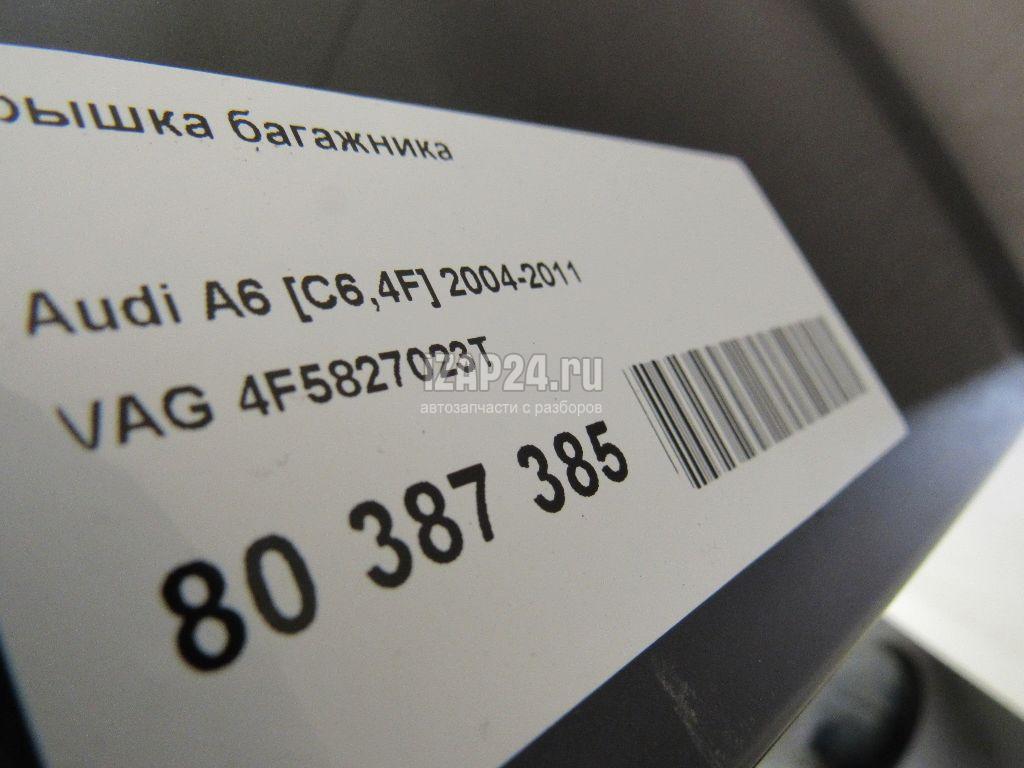 рышка багажника
Audi A6 [C6,4F] 2004-2011
VAG 4F5827023T
iZAP24.ru
автозапчасти с разборов
80 387 385